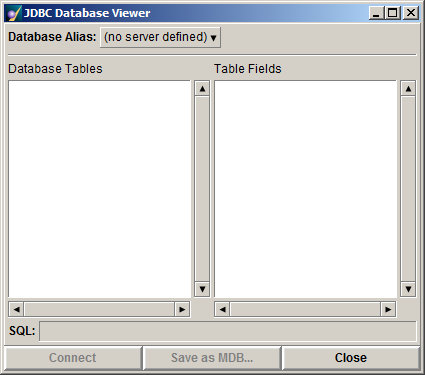 JDBC Database Viewer
Database Alias: (no server defined)
Database Tables Table Fields
SQL:
Connect Save as MDB... Close